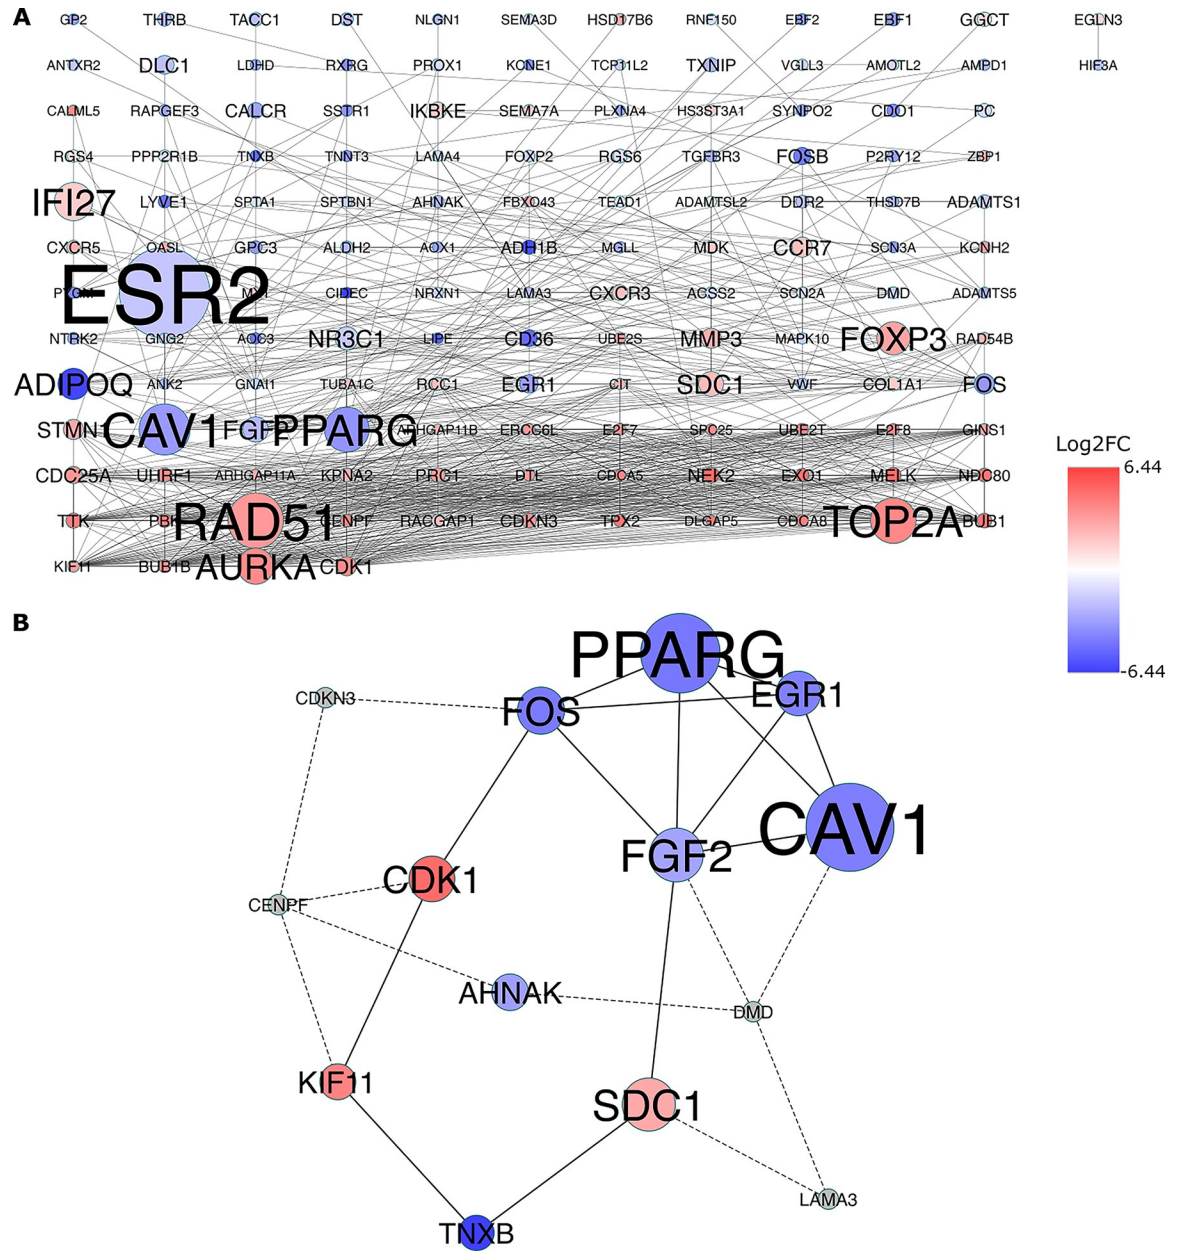 A
GP2 THRB TACC1 DST NLGN1 SEMA3D HSD17B6 RNF150 EBF2 EBF1 GGCT EGLN3
ANTXR2 DLC1 LDHD RXRG PROX1 KCNE1 TCP11L2 TXNIP VGLL3 AMOTL2 AMPD1 HIF3A
CALML5 RAPGEF3 CALCR SSTR1 IKBKE SEMA7A PLXNA4 HS3ST3A1 SYNPO2 CDO1 PC
RGS4 PPP2R1B TNXB TNNT3 LAMA4 FOXP2 RGS6 TGFBR3 FOSB P2RY12 ZBP1
IFI27 LYVE1 SPTA1 SPTBN1 AHNAK FBXO43 TEAD1 ADAMTSL2 DDR2 THSD7B ADAMTS1
CXCR5 OASL GPC3 ALDH2 AOX1 ADH1B MGLL MDK CCR7 SCN3A KCNH2
ESR2 CIDEC NRXN1 LAMA3 CXCR3 ACSS2 SCN2A DMD ADAMTS5
NTRK2 GNG2 AOC3 NR3C1 LIPE CD36 UBE2S MMP3 MAPK10 FOXP3 RAD54B
ADIPOQ ANK2 GNAI1 TUBA1C RCC1 EGR1 CIT SDC1 VWF COL1A1 FOS
STMN1 CAV1 FGF2 PPARG ARHGAP11B ERCC6L E2F7 SPC25 UBE2T E2F8 GINS1
CDC25A UHRF1 ARHGAP11A KPNA2 PRC1 DTL CDCA5 NEK2 EXO1 MELK NDC80
TTK PBK RAD51 CENPF RACGAP1 CDKN3 TPX2 DLGAP5 CDCA8 TOP2A BUB1
KIF11 BUB1B AURKA CDK1
Log2FC
6.44
-6.44
B
PPARG
EGR1
CDKN3
FOS
CAV1
FGF2
CDK1
CENPF
AHNAK
DMD
KIF11
SDC1
LAMA3
TNXB